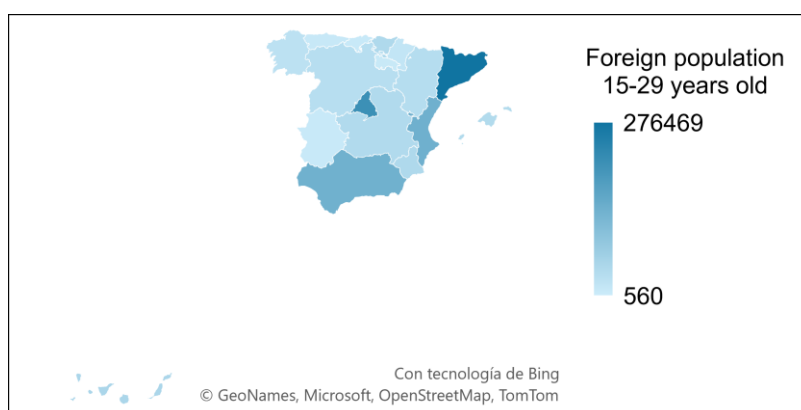 Foreign population
15-29 years old
276469
560
Con tecnología de Bing
© GeoNames, Microsoft, OpenStreetMap, TomTom